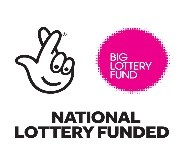 BIG
LOTTERY
FUND
NATIONAL
LOTTERY FUNDED